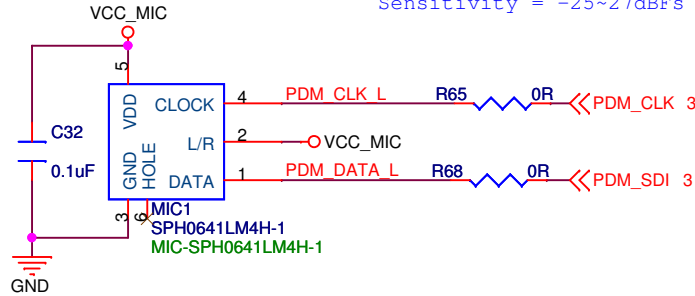 Sensitivity = -25~27dBFs
VCC_MIC
5
VDD
CLOCK
4
PDM_CLK_L
R65
0R
PDM_CLK 3
C32
0.1uF
L/R
2
VCC_MIC
GND
HOLE
DATA
1
PDM_DATA_L
R68
0R
PDM_SDI 3
3
6
MIC1
SPH0641LM4H-1
MIC-SPH0641LM4H-1
GND